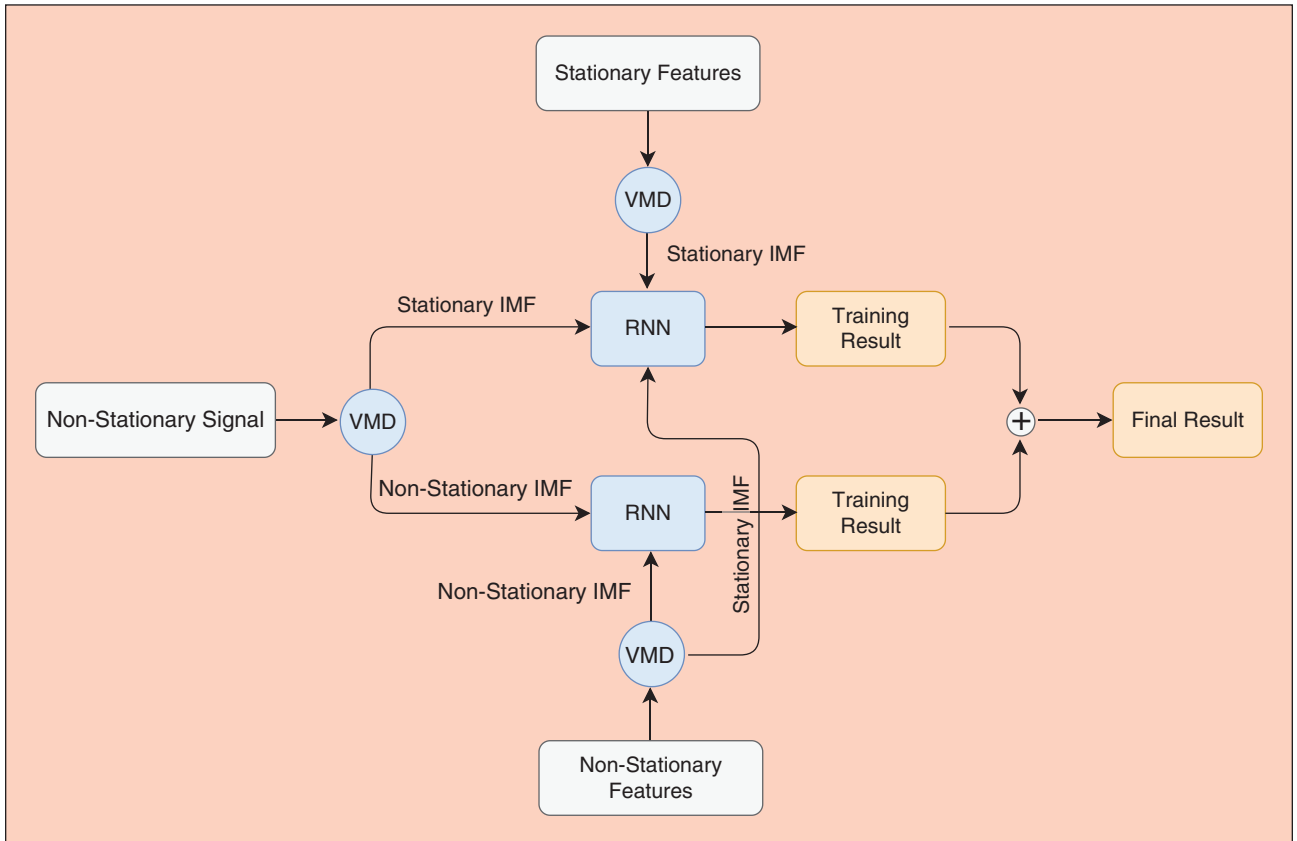 Stationary Features
VMD
Stationary IMF
Stationary IMF
RNN
Training
Result
Non-Stationary Signal
VMD
+
Final Result
Non-Stationary IMF
RNN
Stationary IMF
Training
Result
Non-Stationary IMF
VMD
Non-Stationary
Features